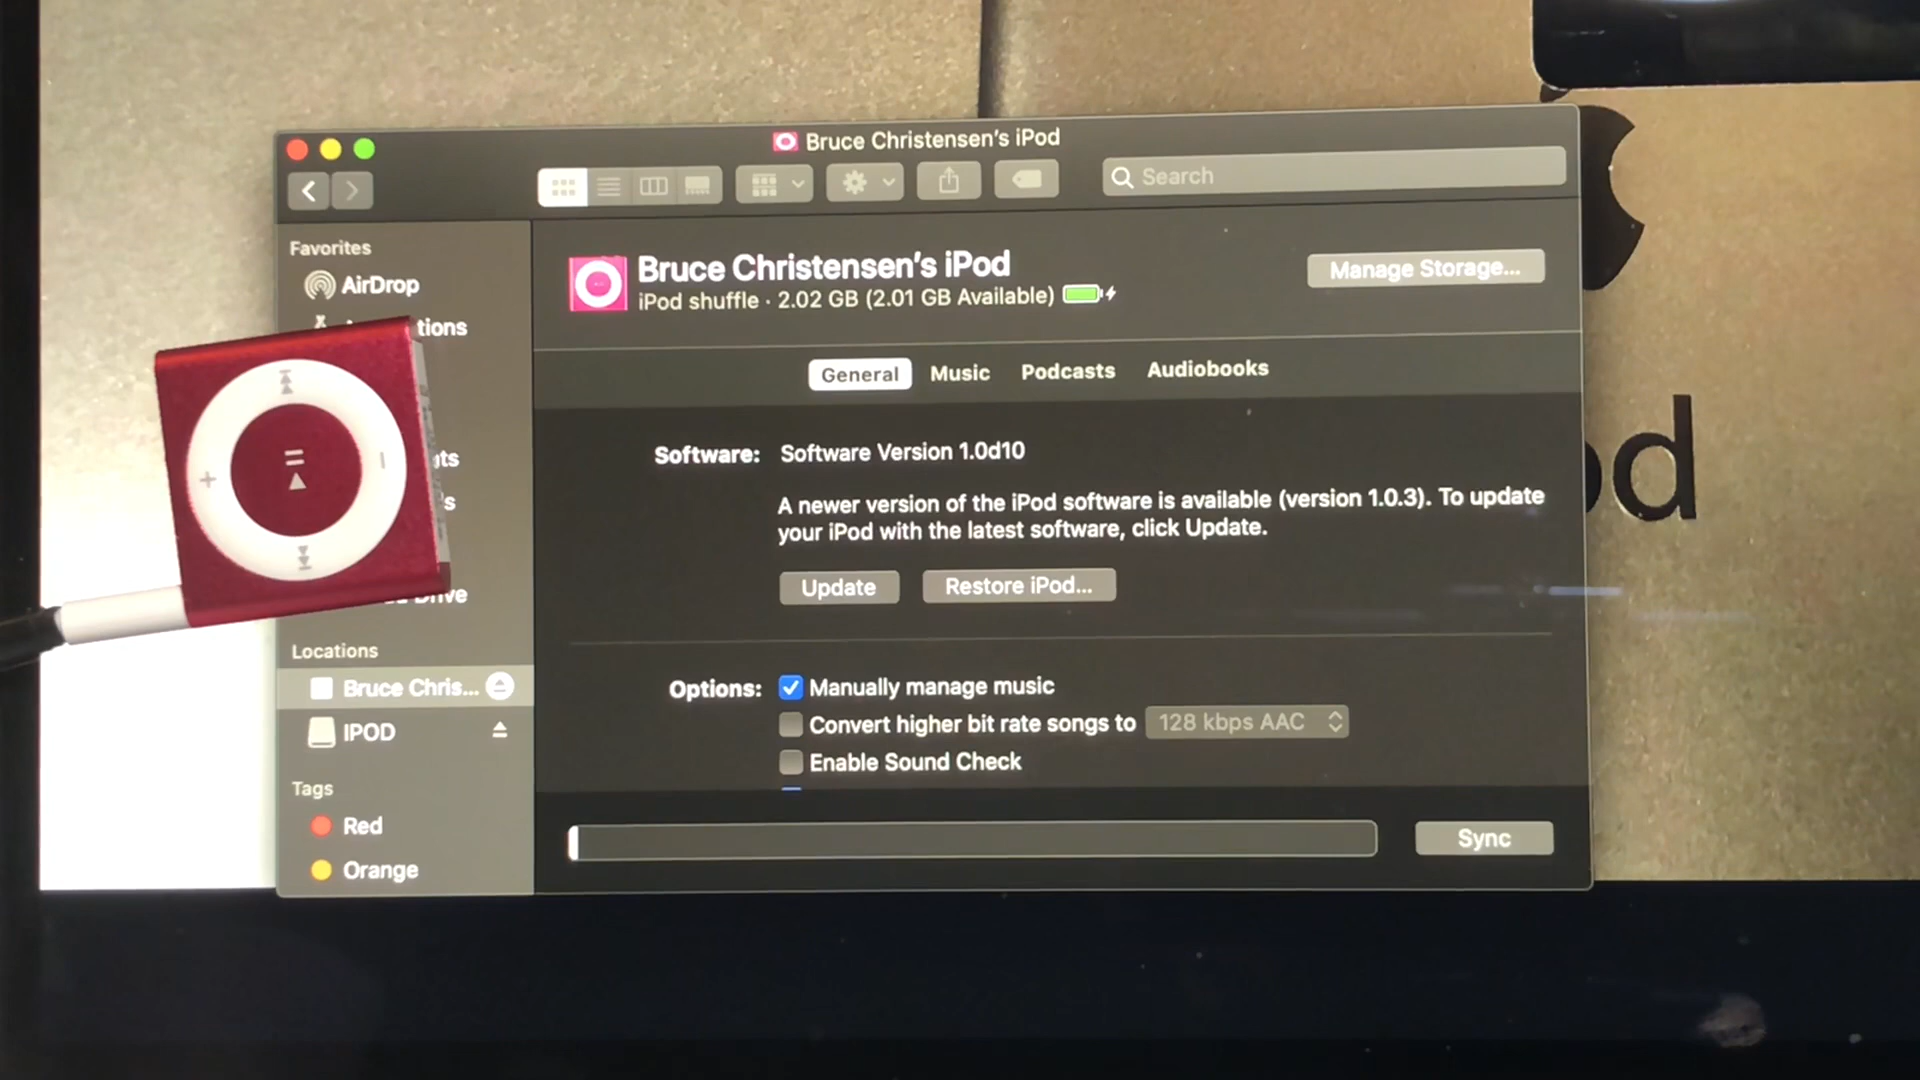 Bruce Christensen's iPod
Search
Favorites
AirDrop
Bruce Christensen's iPod
iPod shuffle · 2.02 GB (2.01 GB Available)
Manage Storage...
General
Music
Podcasts
Audiobooks
Software:
Software Version 1.0d10
A newer version of the iPod software is available (version 1.0.3). To update
your iPod with the latest software, click Update.
Update
Restore iPod...
Locations
Bruce Chris...
IPOD
Options:
Manually manage music
Convert higher bit rate songs to
128 kbps AAC
Enable Sound Check
Tags
Red
Orange
Sync